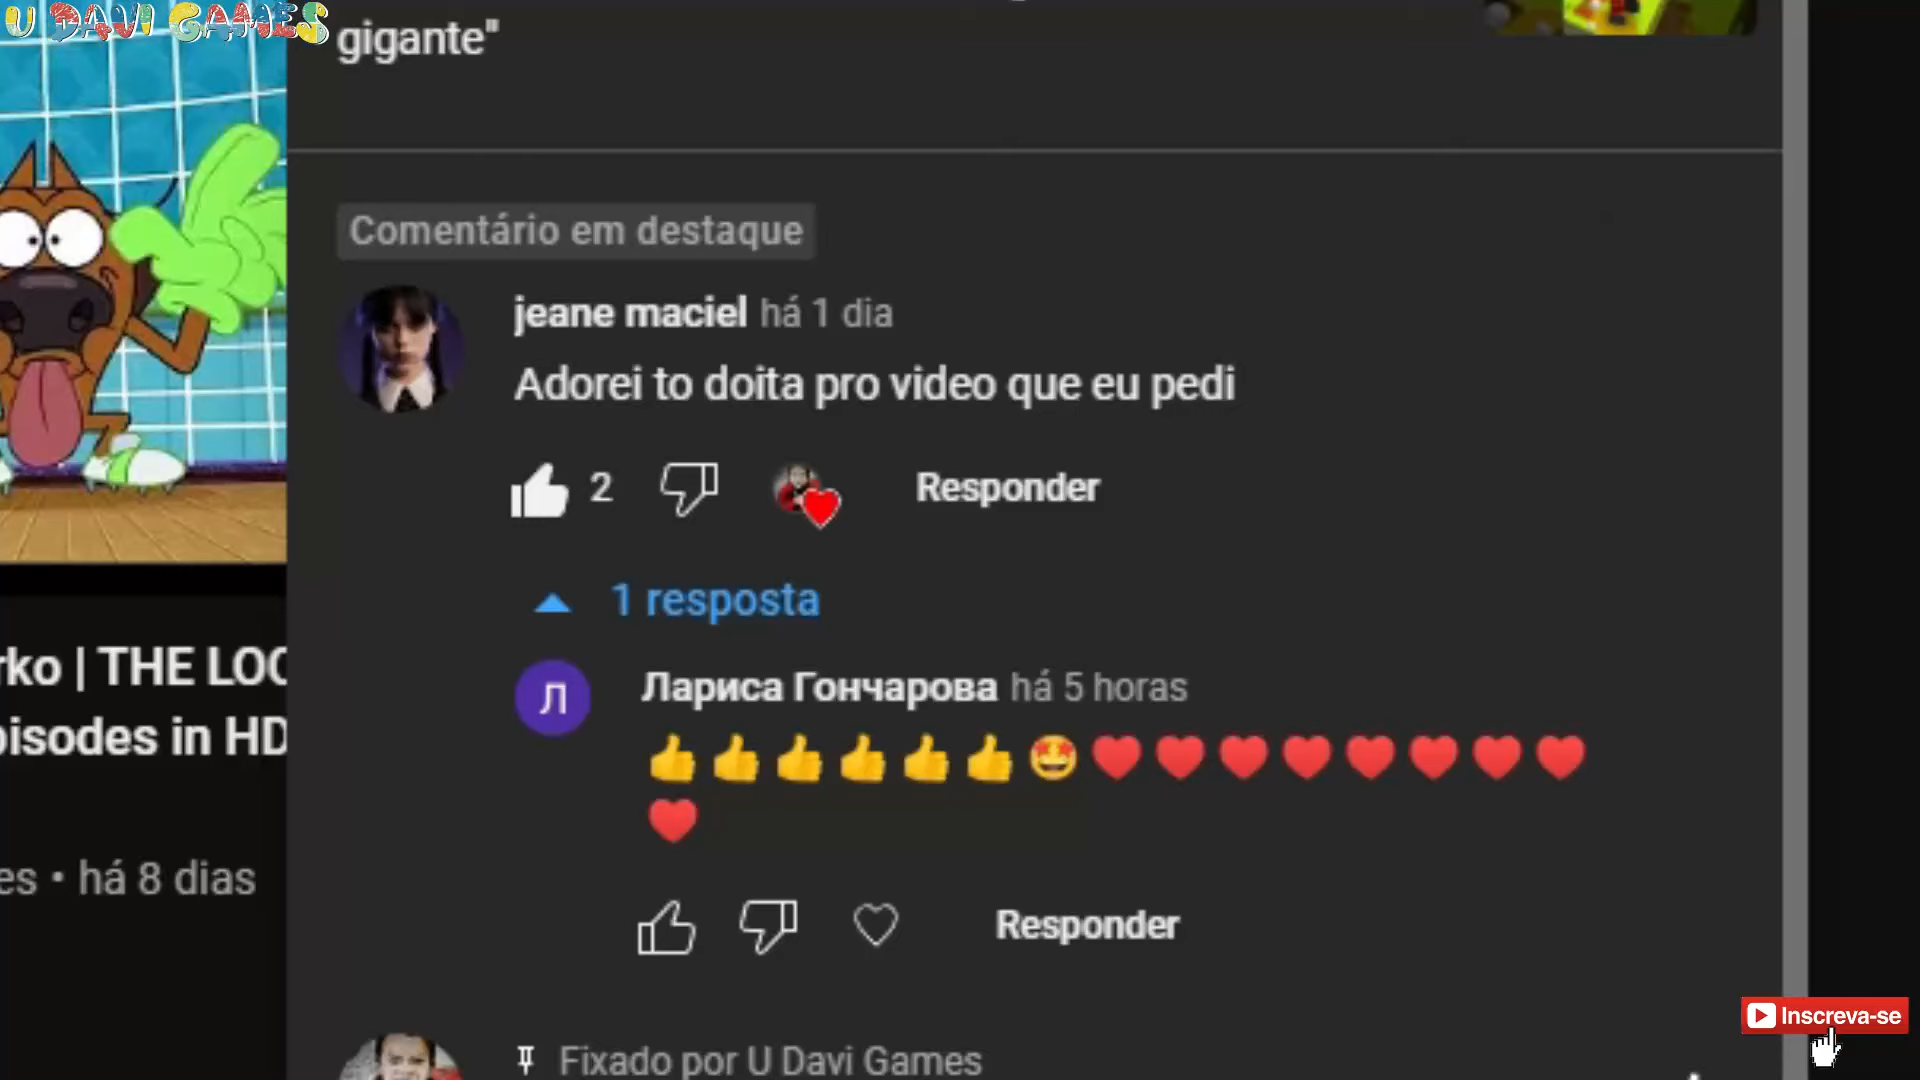 U DAVI GAMES
gigante"
Comentário em destaque
jeane maciel há 1 dia
Adorei to doita pro video que eu pedi
2
Responder
1 resposta
Л
Лариса Гончарова há 5 horas
👍👍👍👍👍👍🤩❤️❤️❤️❤️❤️❤️❤️❤️
❤️
Responder
rko | THE LOO
pisodes in HD
es • há 8 dias
Fixado por U Davi Games
Inscreva-se